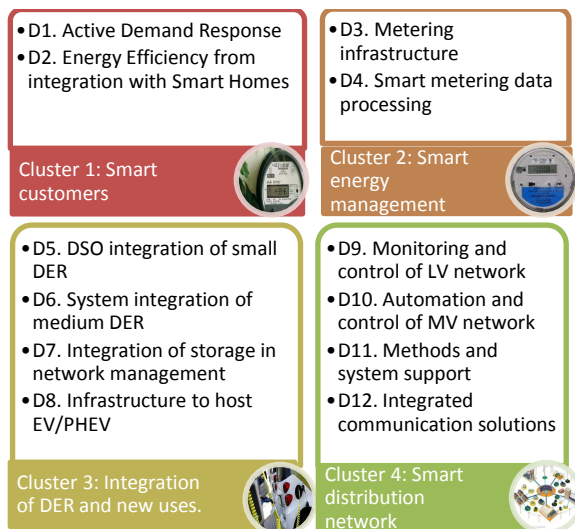 •D1. Active Demand Response
•D2. Energy Efficiency from
integration with Smart Homes
Cluster 1: Smart
customers
•D3. Metering
infrastructure
•D4. Smart metering data
processing
Cluster 2: Smart
energy
management
•D5. DSO integration of small
DER
•D6. System integration of
medium DER
•D7. Integration of storage in
network management
•D8. Infrastructure to host
EV/PHEV
Cluster 3: Integration
of DER and new uses.
•D9. Monitoring and
control of LV network
•D10. Automation and
control of MV network
•D11. Methods and
system support
•D12. Integrated
communication solutions
Cluster 4: Smart
distribution
network